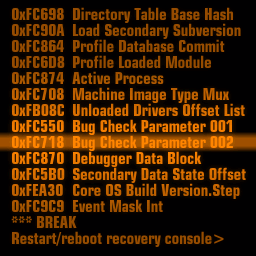 0xFC698 Directory Table Base Hash
0xFC90A Load Secondary Subversion
0xFC864 Profile Database Commit
0xFC6D8 Profile Loaded Module
0xFC874 Active Process
0xFC708 Machine Image Type Mux
0xFB08C Unloaded Drivers Offset List
0xFC550 Bug Check Parameter 001
0xFC718 Bug Check Parameter 002
0xFC870 Debugger Data Block
0xFC5B0 Secondary Data State Offset
0xFEA30 Core OS Build Version.Step
0xFC9C9 Event Mask Int
*** BREAK
Restart/reboot recovery console>